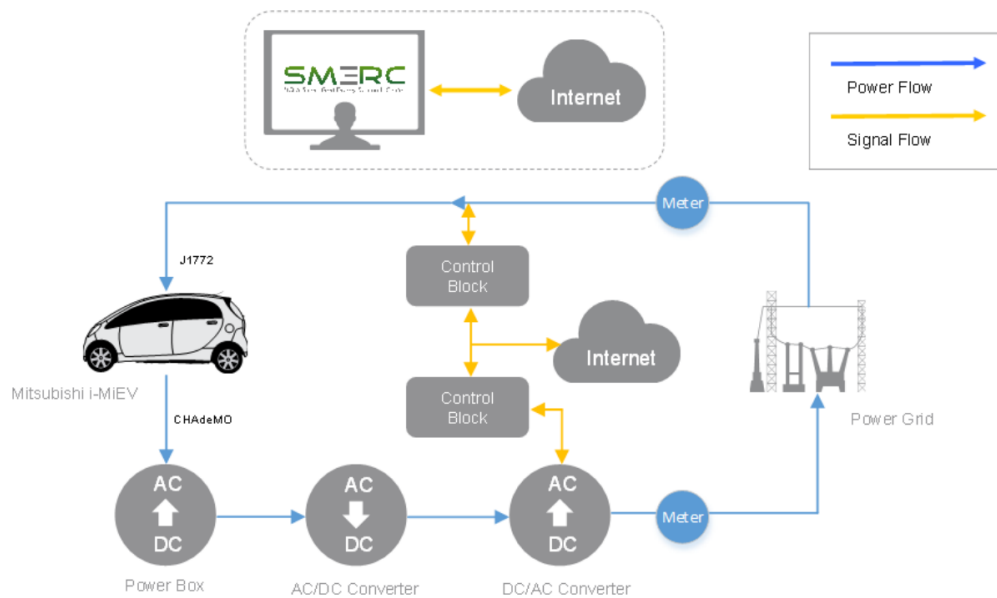 SMERC
Internet
Power Flow
Signal Flow
Meter
J1772
Control
Block
Internet
Mitsubishi i-MiEV
Control
Block
CHAdeMO
Power Grid
AC
DC
AC
DC
AC
DC
Meter
Power Box
AC/DC Converter
DC/AC Converter